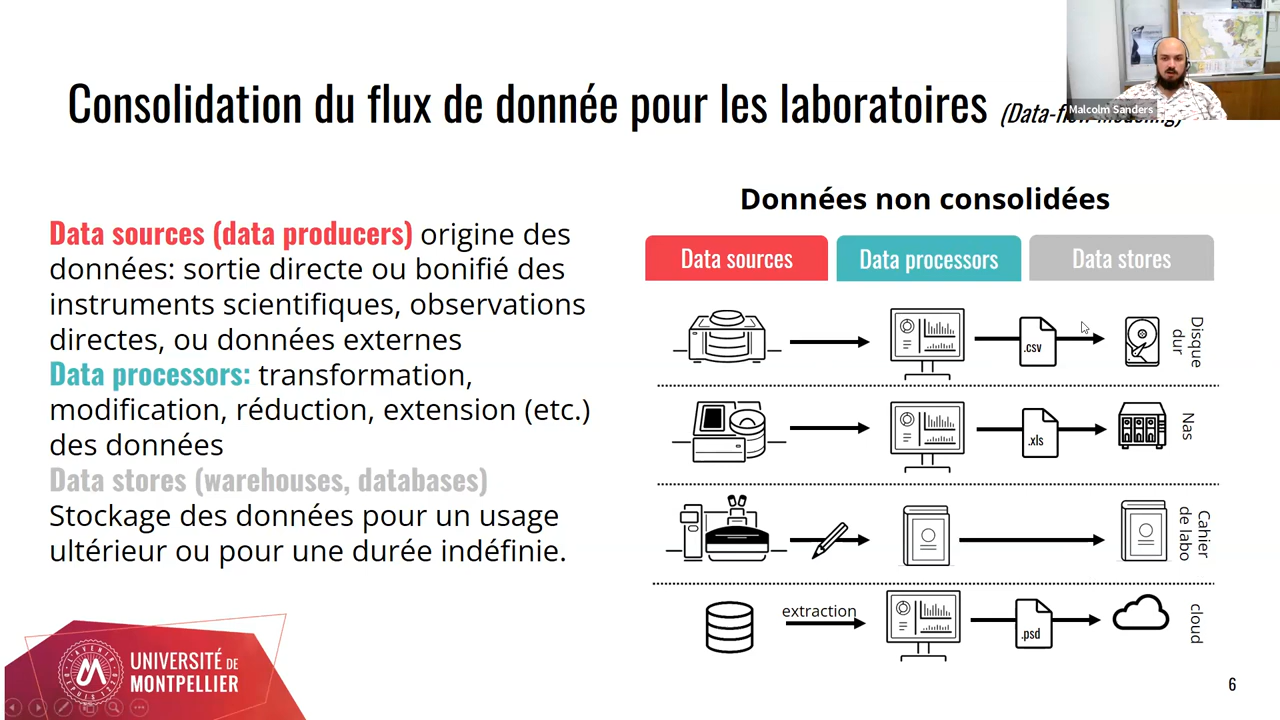 Consolidation du flux de donnée pour les laboratoires (Data-flow modeling)
Malcolm Sanders
Data sources (data producers) origine des
données: sortie directe ou bonifié des
instruments scientifiques, observations
directes, ou données externes
Data processors: transformation,
modification, réduction, extension (etc.)
des données
Data stores (warehouses, databases)
Stockage des données pour un usage
ultérieur ou pour une durée indéfinie.
Données non consolidées
Data sources
Data processors
Data stores
.csv
Disque
dur
.xls
Nas
Cahier
de labo
extraction
.psd
cloud
UNIVERSITÉ DE
MONTPELLIER
6